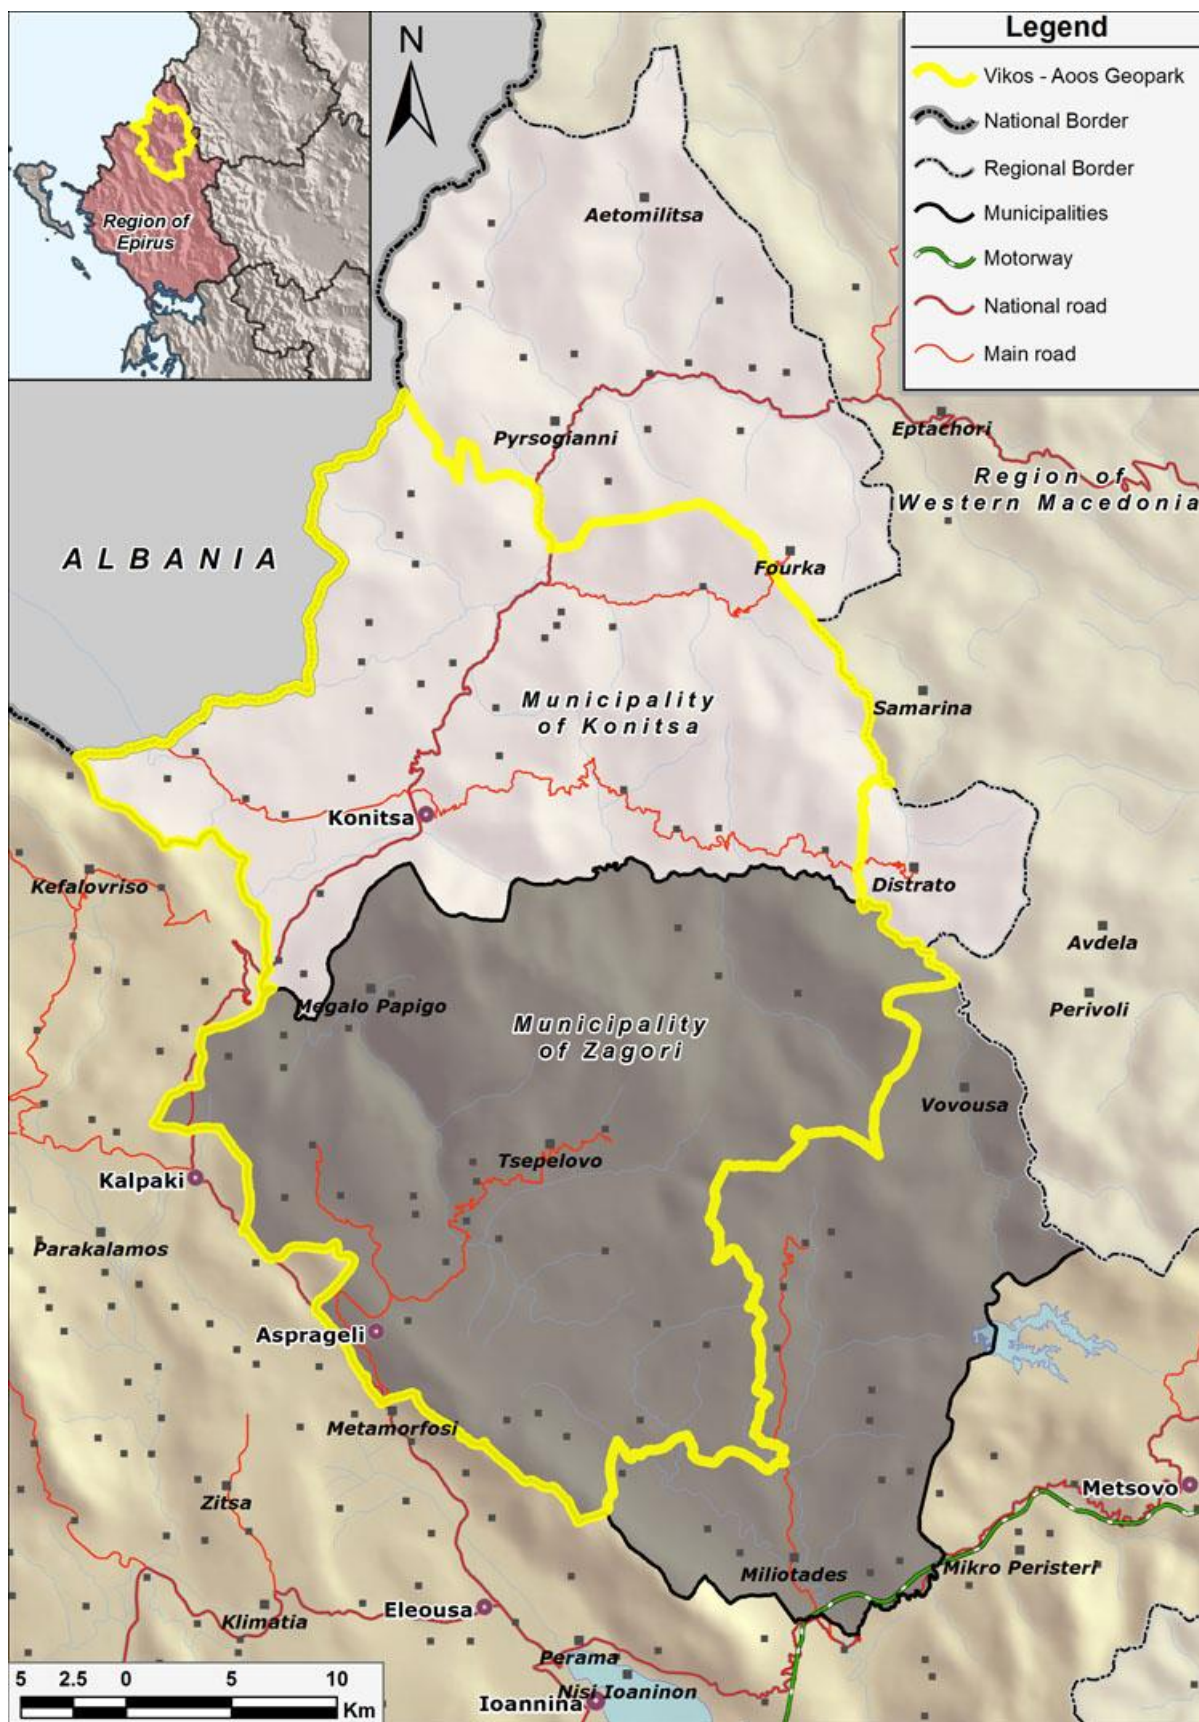 Legend
Vikos - Aoos Geopark
National Border
Regional Border
Municipalities
Motorway
National road
Main road
N
Region of
Epirus
Aetomilitsa
Pyrsogianni
Eptachori
Region of
Western Macedonia
ALBANIA
Fourka
Municipality
of Konitsa
Samarina
Konitsa
Kefalovriso
Distrato
Avdela
Megalo Papigo
Perivoli
Municipality
of Zagori
Vovousa
Tsepelovo
Kalpaki
Parakalamos
Asprageli
Metamorfosi
Zitsa
Metsovo
Miliotades
Mikro Peristeri
Klimatia
Eleousa
Perama
Nisi Ioaninon
Ioannina
5 2.5 0 5 10
Km